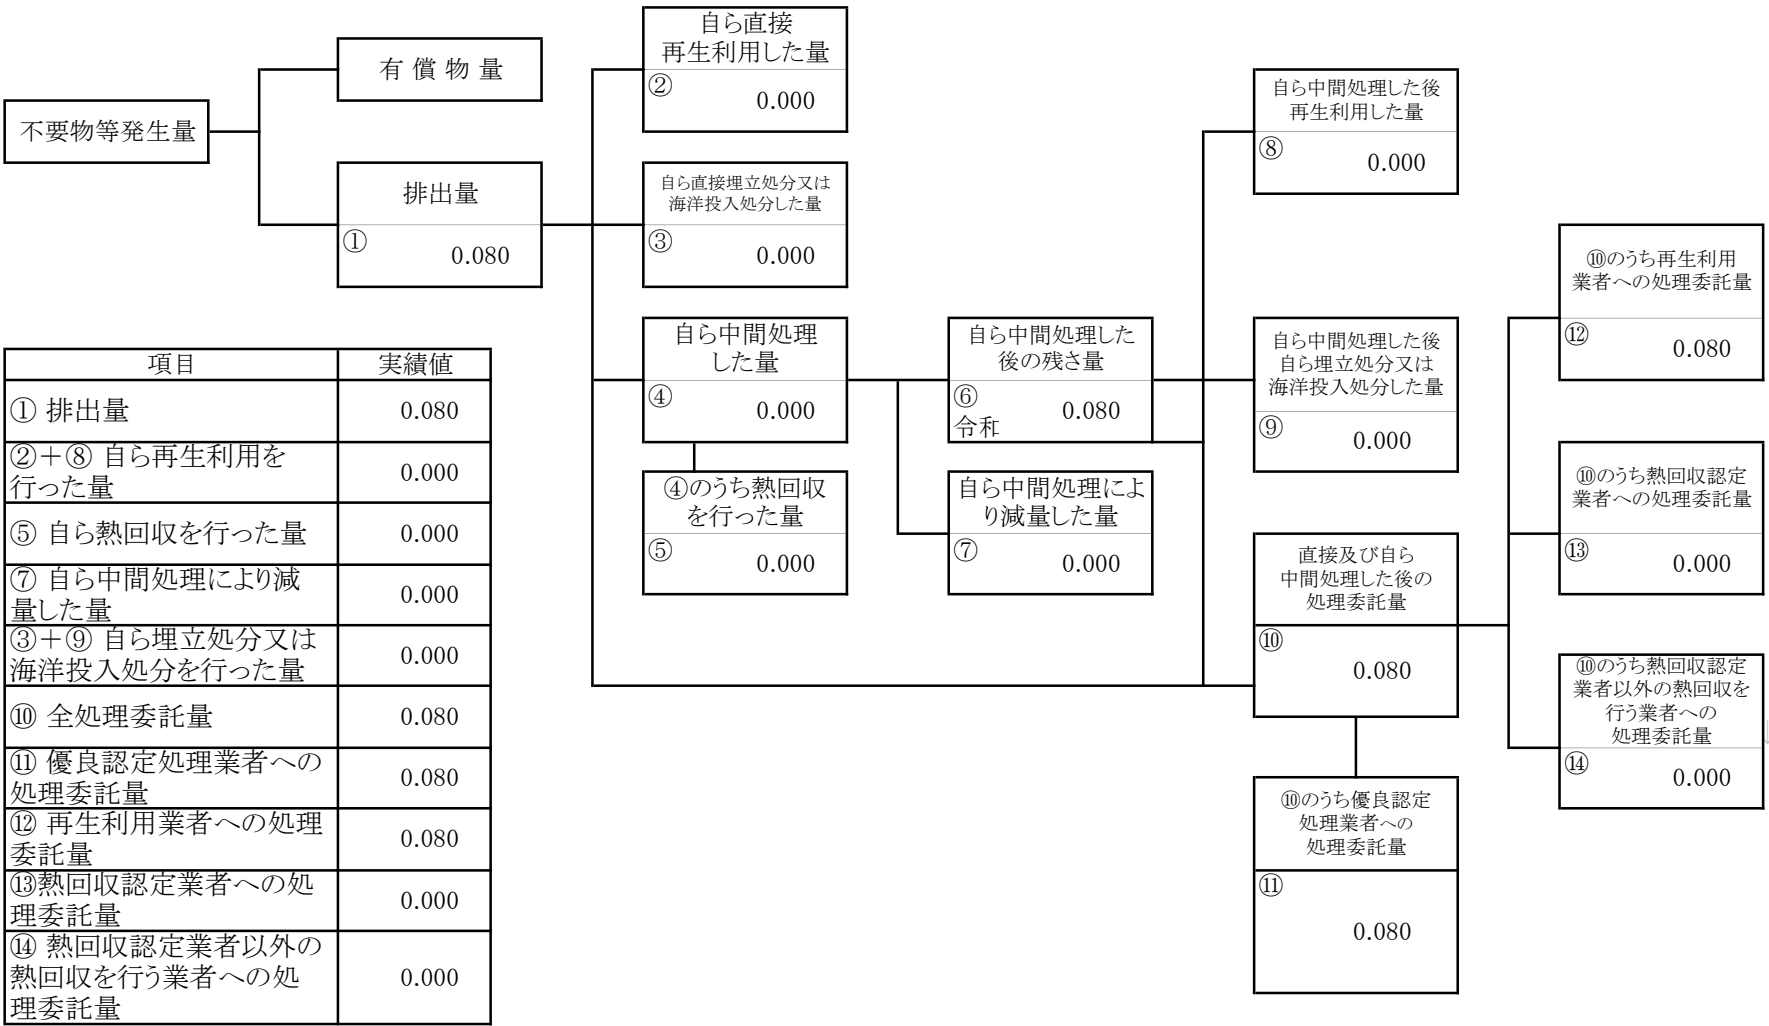 不要物等発生量
有 償 物 量
排出量
①
0.080
自ら直接
再生利用した量
②
0.000
自ら直接埋立処分又は
海洋投入処分した量
③
0.000
自ら中間処理
した量
④
0.000
④のうち熱回収
を行った量
⑤
0.000
自ら中間処理した
後の残さ量
⑥
0.080
令和
自ら中間処理によ
り減量した量
⑦
0.000
自ら中間処理した後
再生利用した量
⑧
0.000
自ら中間処理した後
自ら埋立処分又は
海洋投入処分した量
⑨
0.000
直接及び自ら
中間処理した後の
処理委託量
⑩
0.080
⑩のうち優良認定
処理業者への
処理委託量
⑪
0.080
⑩のうち再生利用
業者への処理委託量
⑫
0.080
⑩のうち熱回収認定
業者への処理委託量
⑬
0.000
⑩のうち熱回収認定
業者以外の熱回収を
行う業者への
処理委託量
⑭
0.000
項目 実績値
① 排出量 0.080
②＋⑧ 自ら再生利用を
行った量
0.000
⑤ 自ら熱回収を行った量 0.000
⑦ 自ら中間処理により減
量した量
0.000
③＋⑨ 自ら埋立処分又は
海洋投入処分を行った量
0.000
⑩ 全処理委託量 0.080
⑪ 優良認定処理業者への
処理委託量
0.080
⑫ 再生利用業者への処理
委託量
0.080
⑬熱回収認定業者への処
理委託量
0.000
⑭ 熱回収認定業者以外の
熱回収を行う業者への処
理委託量
0.000